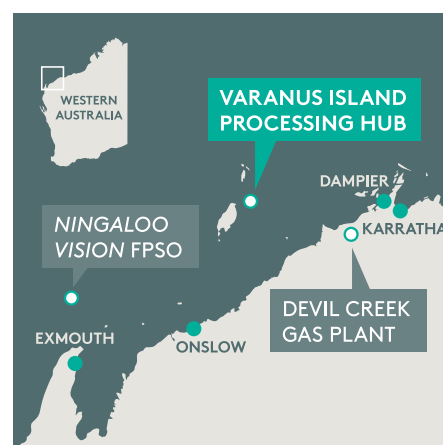 WESTERN
AUSTRALIA
VARANUS ISLAND
PROCESSING HUB
DAMPIER
KARRATHA
NINGALOO
VISION FPSO
DEVIL CREEK
GAS PLANT
EXMOUTH
ONSLOW